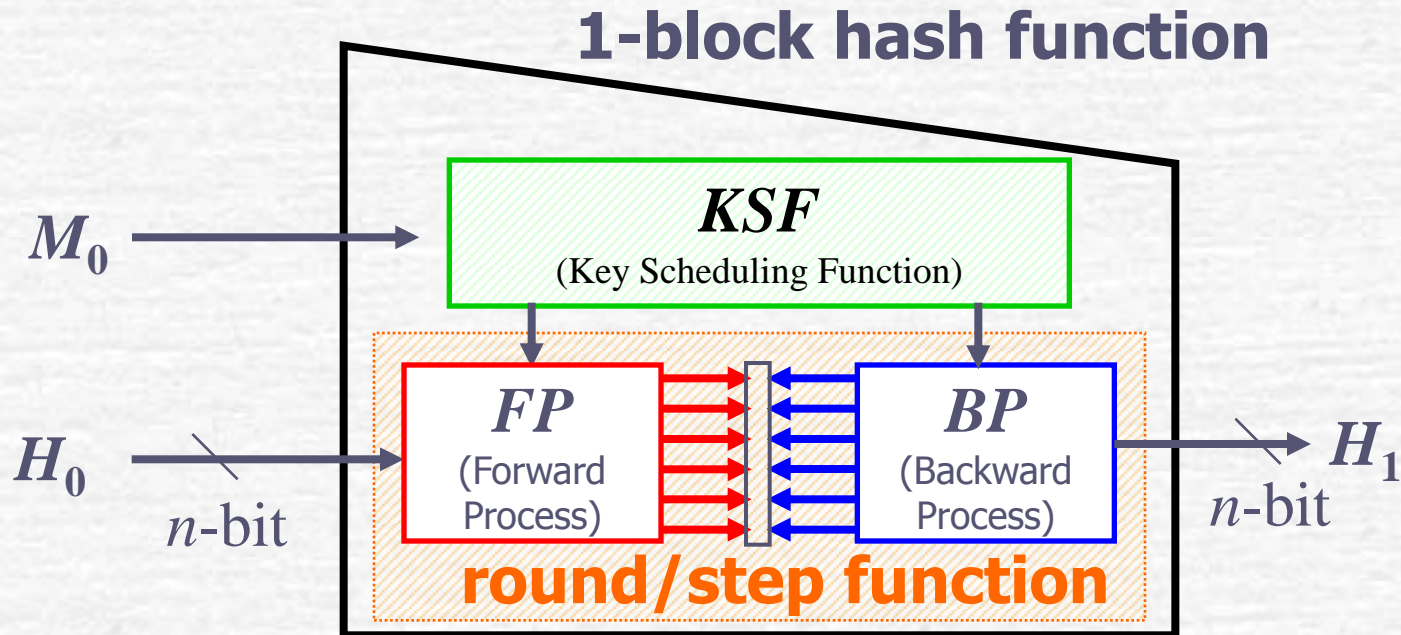 1-block hash function
KSF
(Key Scheduling Function)
M₀
FP
(Forward
Process)
BP
(Backward
Process)
H₀
n-bit
H₁
n-bit
round/step function